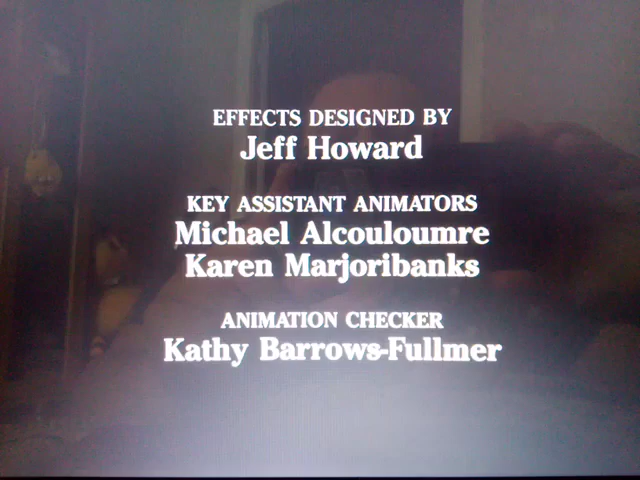 EFFECTS DESIGNED BY
Jeff Howard
KEY ASSISTANT ANIMATORS
Michael Alcouloumre
Karen Marjoribanks
ANIMATION CHECKER
Kathy Barrows-Fullmer